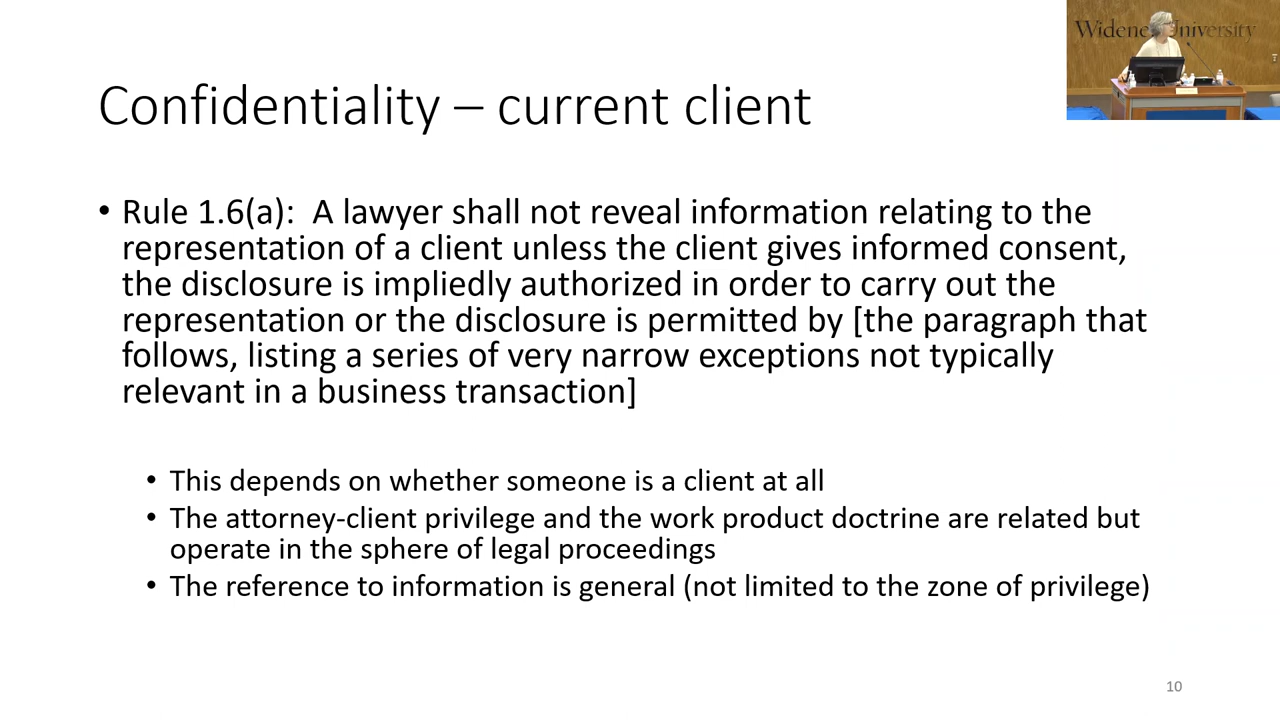 Widener University
Confidentiality – current client
• Rule 1.6(a):  A lawyer shall not reveal information relating to the
representation of a client unless the client gives informed consent,
the disclosure is impliedly authorized in order to carry out the
representation or the disclosure is permitted by [the paragraph that
follows, listing a series of very narrow exceptions not typically
relevant in a business transaction]
• This depends on whether someone is a client at all
• The attorney-client privilege and the work product doctrine are related but
operate in the sphere of legal proceedings
• The reference to information is general (not limited to the zone of privilege)
10